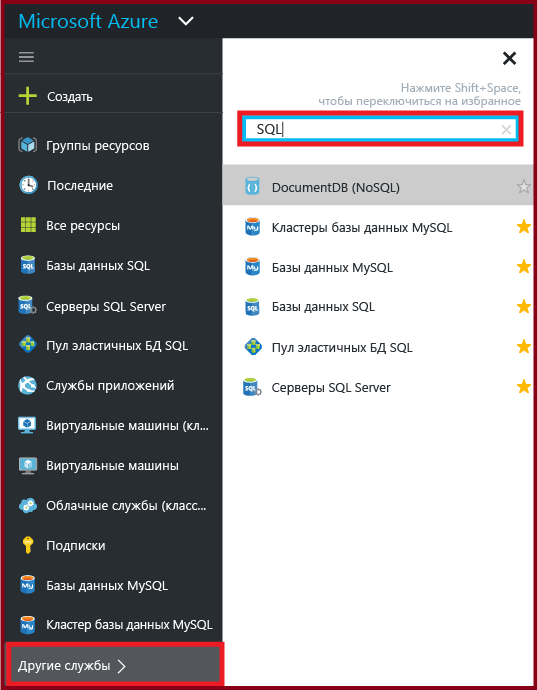 Microsoft Azure
Создать
Группы ресурсов
Последние
Все ресурсы
Базы данных SQL
Серверы SQL Server
Пул эластичных БД SQL
Службы приложений
Виртуальные машины (кл...
Виртуальные машины
Облачные службы (класс...
Подписки
Базы данных MySQL
Кластер базы данных MySQL
Другие службы
Нажмите Shift+Space,
чтобы переключиться на избранное
SQL
DocumentDB (NoSQL)
Кластеры базы данных MySQL
Базы данных MySQL
Базы данных SQL
Пул эластичных БД SQL
Серверы SQL Server